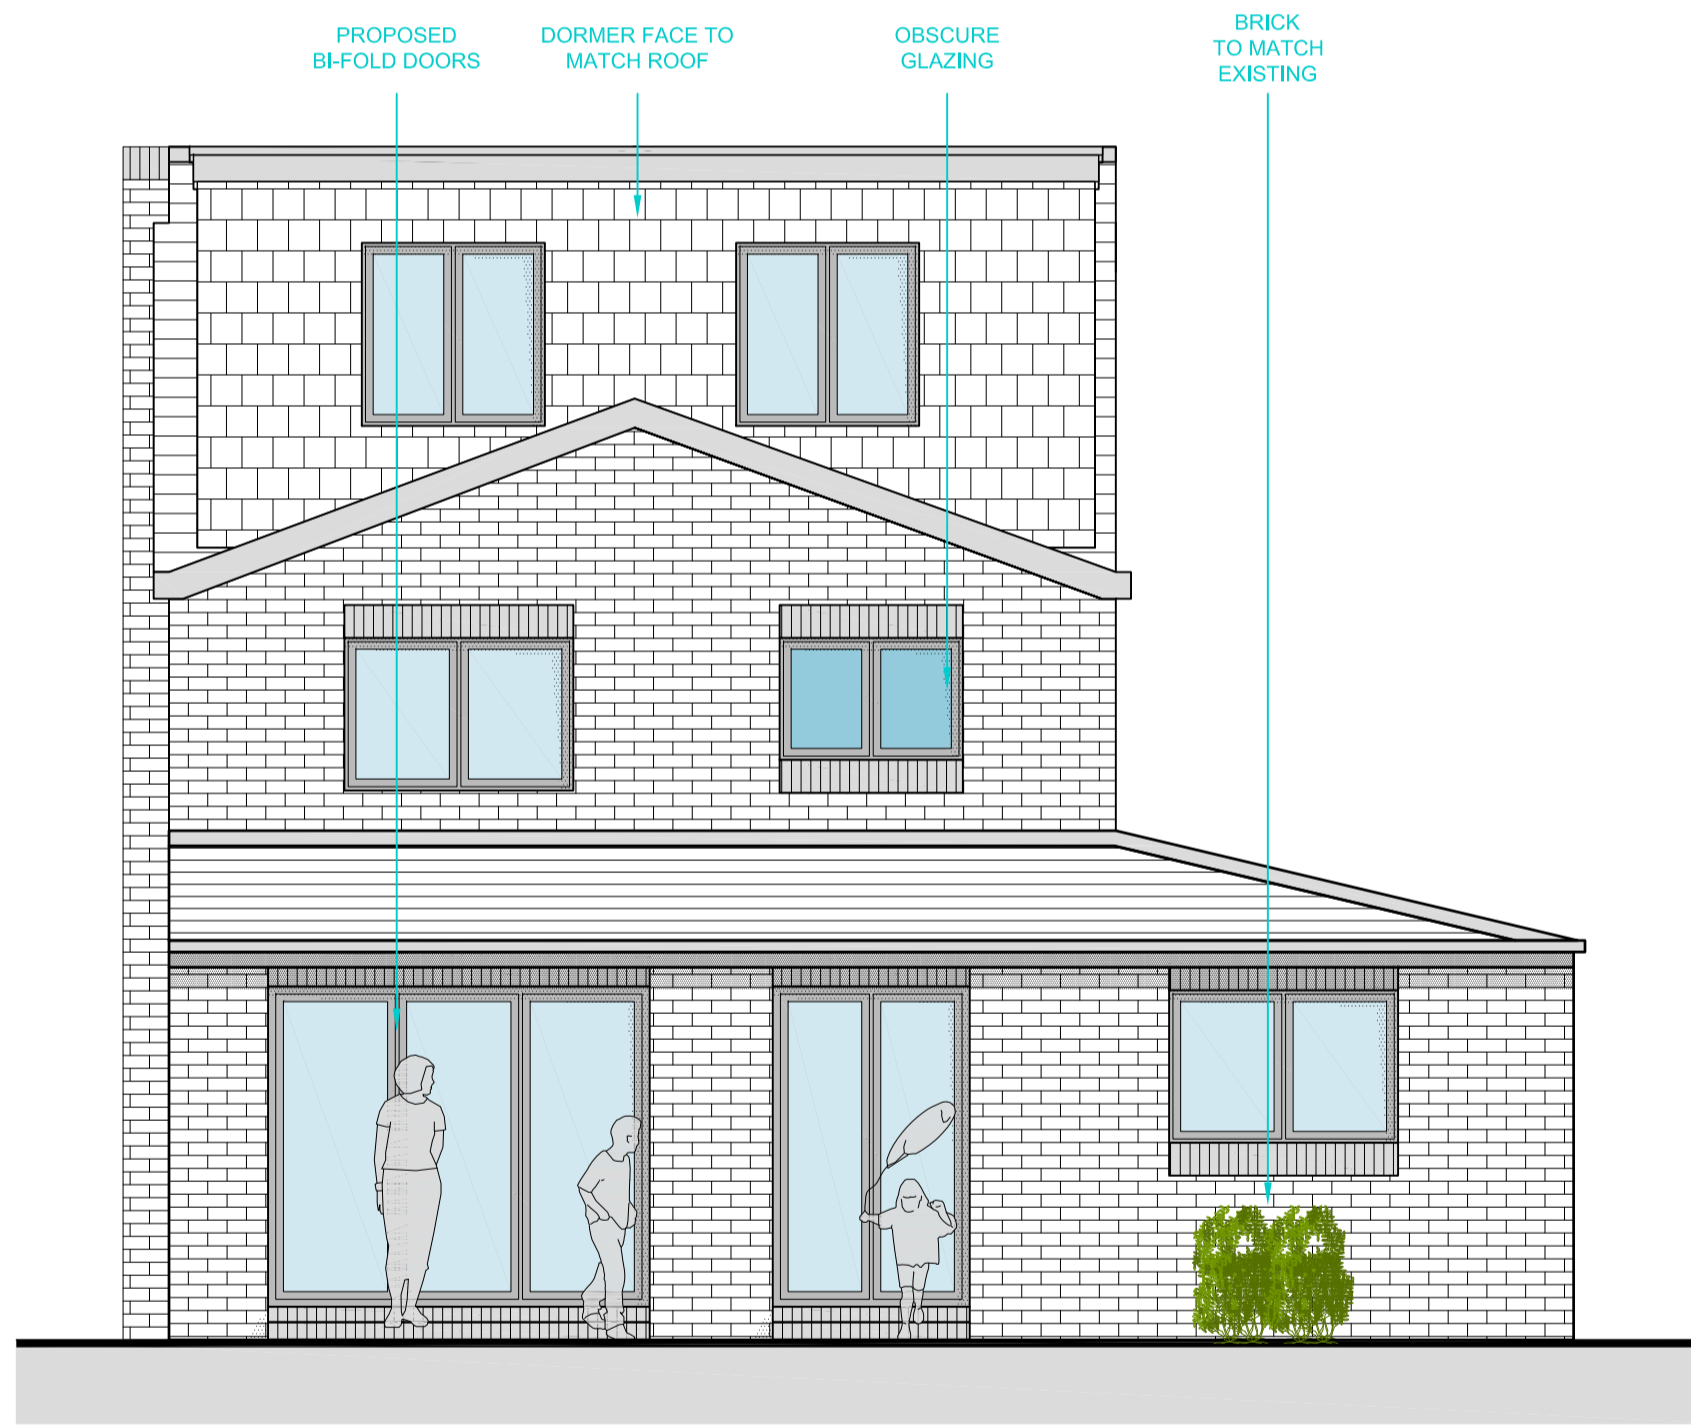 PROPOSED
BI-FOLD DOORS
DORMER FACE TO
MATCH ROOF
OBSCURE
GLAZING
BRICK
TO MATCH
EXISTING